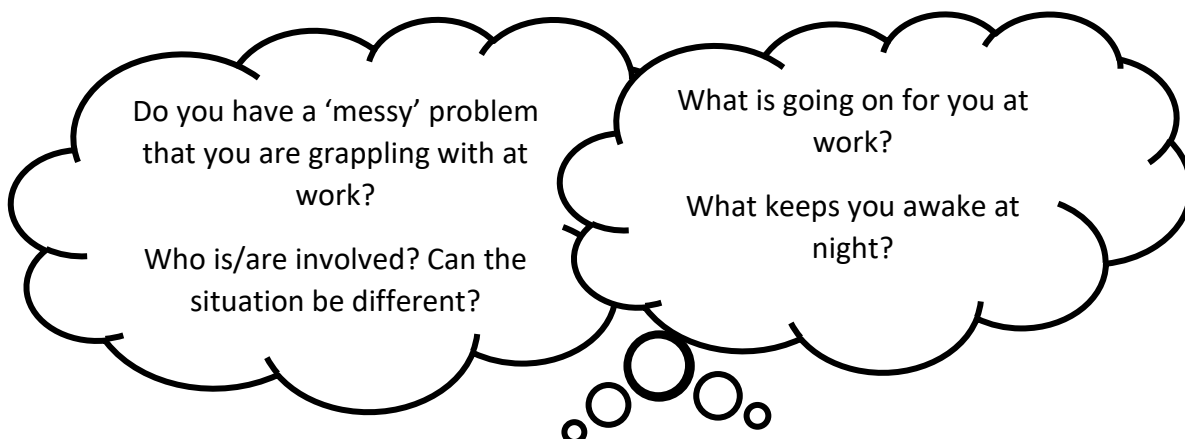 Do you have a ‘messy’ problem
that you are grappling with at
work?
Who is/are involved? Can the
situation be different?
What is going on for you at
work?
What keeps you awake at
night?